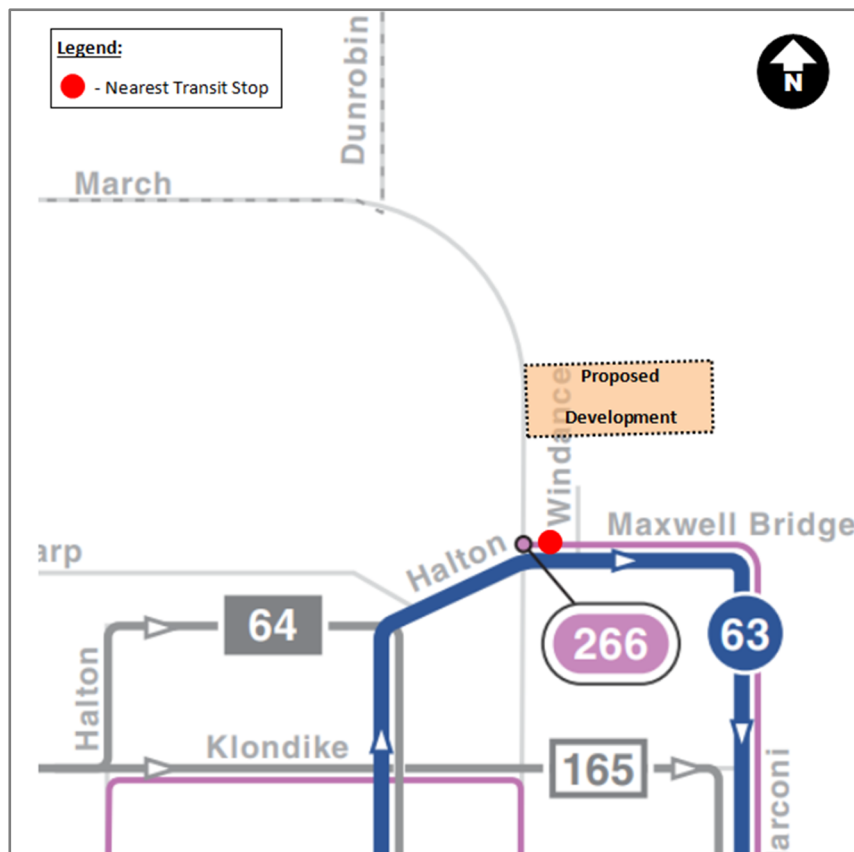 Legend:
- Nearest Transit Stop
N
Dunrobin
March
Proposed
Development
Windance
Maxwell Bridge
Halton
arp
64
266
63
Halton
Klondike
165
arconi